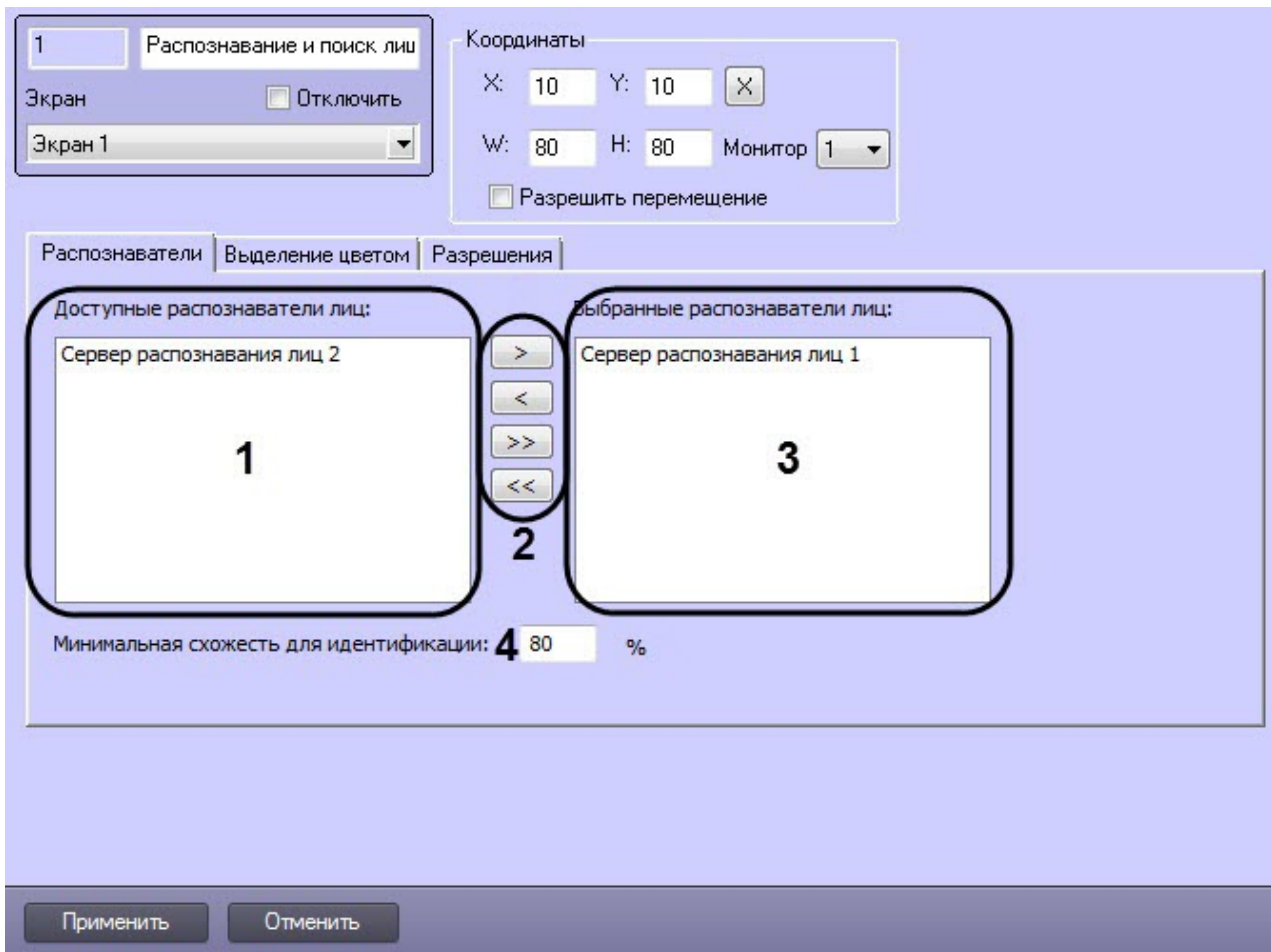 1 Распознавание и поиск лиц
Экран Отключить
Экран 1
Координаты
X: 10 Y: 10 X
W: 80 H: 80 Монитор 1
Разрешить перемещение
Распознаватели Выделение цветом Разрешения
Доступные распознаватели лиц: Выбранные распознаватели лиц:
Сервер распознавания лиц 2 > Сервер распознавания лиц 1
<
>>
1 3
<<
2
Минимальная схожесть для идентификации: 4 80 %
Применить Отменить